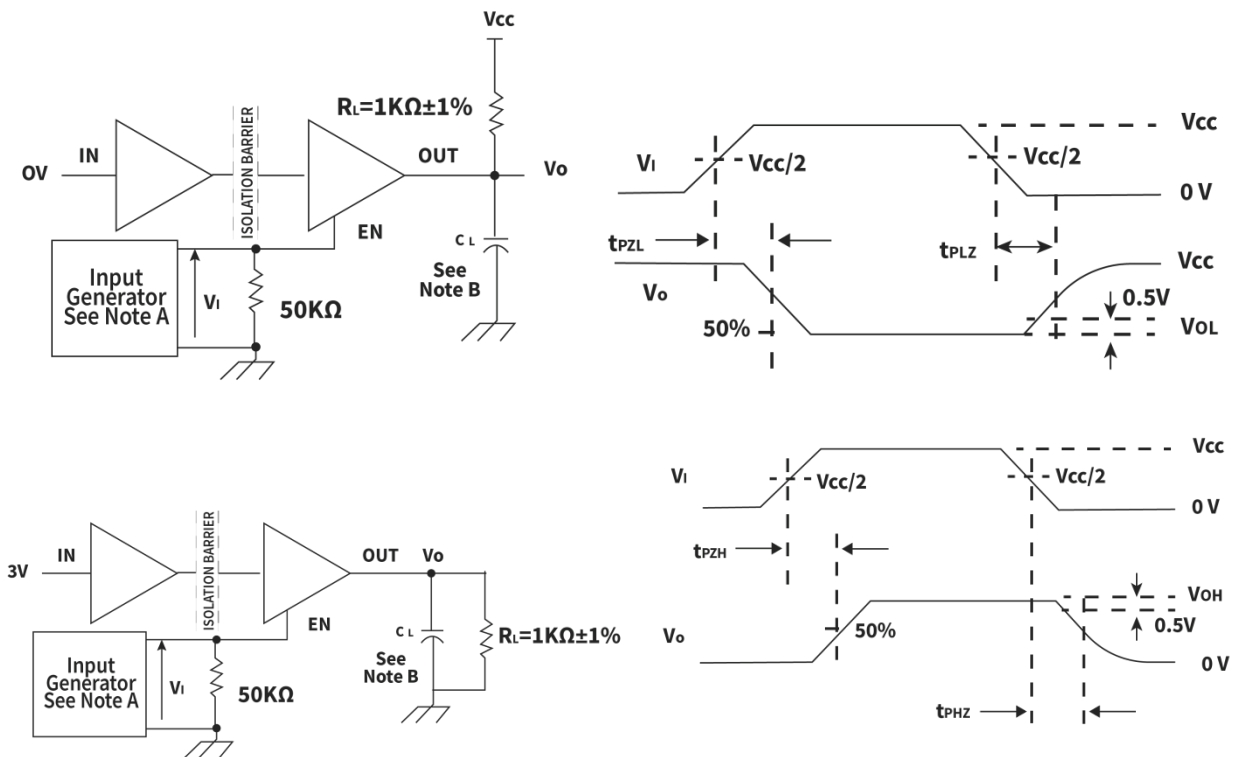 Vcc
RL=1KΩ±1%
ISOLATION BARRIER
IN
OUT
0V
Vo
EN
CL
See
Note B
Input
Generator
See Note A
VI
50KΩ
Vcc
VI
Vcc/2
Vcc/2
0 V
tPZL
tPLZ
Vcc
Vo
0.5V
50%
VOL
Vcc
VI
Vcc/2
Vcc/2
0 V
tPZH
VOH
Vo
50%
0.5V
0 V
tPHZ
ISOLATION BARRIER
IN
OUT
Vo
3V
EN
CL
RL=1KΩ±1%
See
Note B
Input
Generator
See Note A
VI
50KΩ